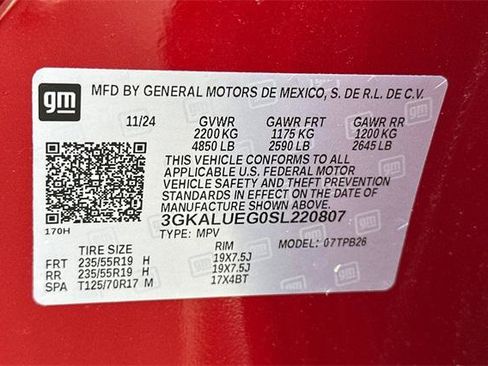 gm MFD BY GENERAL MOTORS DE MEXICO, S. DE R.L. DE C.V.
11/24 GVWR GAWR FRT GAWR RR
2200 KG 1175 KG 1200 KG
4850 LB 2590 LB 2645 LB
THIS VEHICLE CONFORMS TO ALL
APPLICABLE U.S. FEDERAL MOTOR
VEHICLE SAFETY AND THEFT PREVENTION
STANDARDS IN EFFECT ON THE DATE OF
MANUFACTURE SHOWN ABOVE.
3GKALUEG0SL220807
170H TYPE: MPV MODEL: 07TPB26
TIRE SIZE RIM
FRT 235/55R19 H 19X7.5J
RR 235/55R19 H 19X7.5J
SPA T125/70R17 M 17X4BT